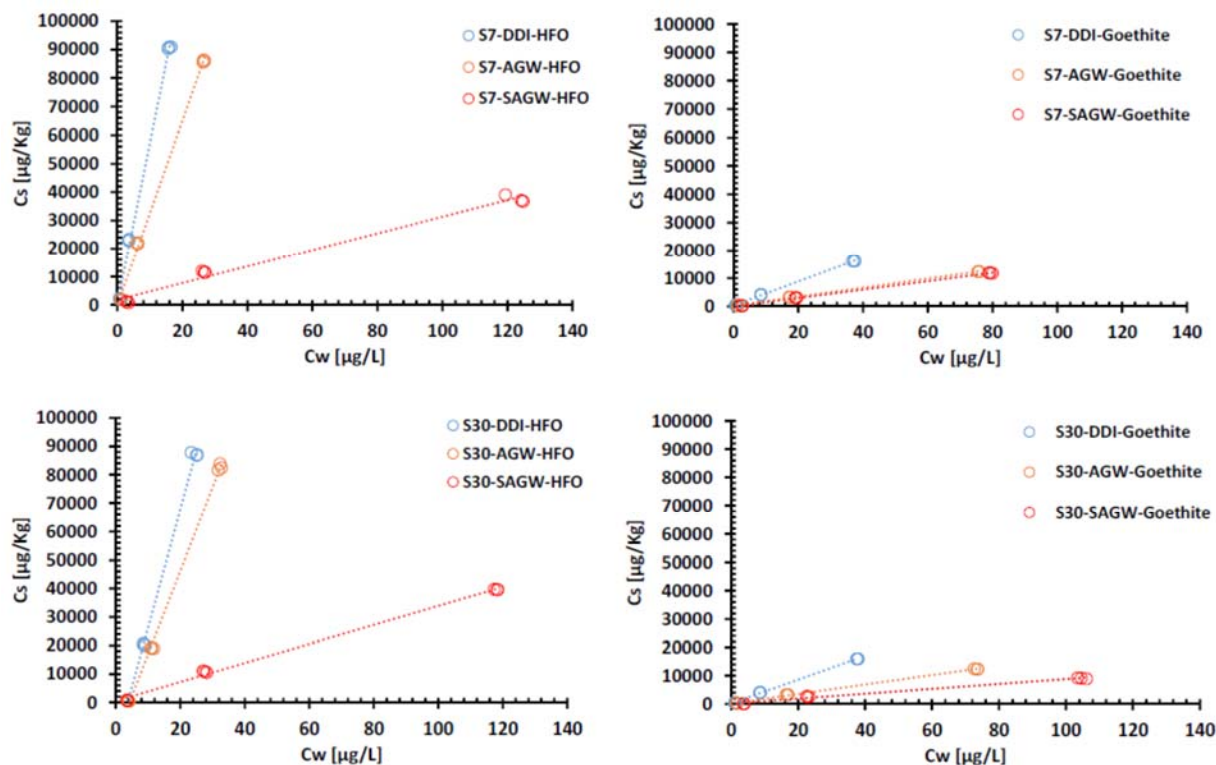 100000
90000
80000
70000
60000
50000
40000
30000
20000
10000
0
Cs [µg/Kg]
0 20 40 60 80 100 120 140
Cw [µg/L]
S7-DDI-HFO
S7-AGW-HFO
S7-SAGW-HFO
100000
90000
80000
70000
60000
50000
40000
30000
20000
10000
0
Cs [µg/Kg]
0 20 40 60 80 100 120 140
Cw [µg/L]
S7-DDI-Goethite
S7-AGW-Goethite
S7-SAGW-Goethite
100000
90000
80000
70000
60000
50000
40000
30000
20000
10000
0
Cs [µg/Kg]
0 20 40 60 80 100 120 140
Cw [µg/L]
S30-DDI-HFO
S30-AGW-HFO
S30-SAGW-HFO
100000
90000
80000
70000
60000
50000
40000
30000
20000
10000
0
Cs [µg/Kg]
0 20 40 60 80 100 120 140
Cw [µg/L]
S30-DDI-Goethite
S30-AGW-Goethite
S30-SAGW-Goethite